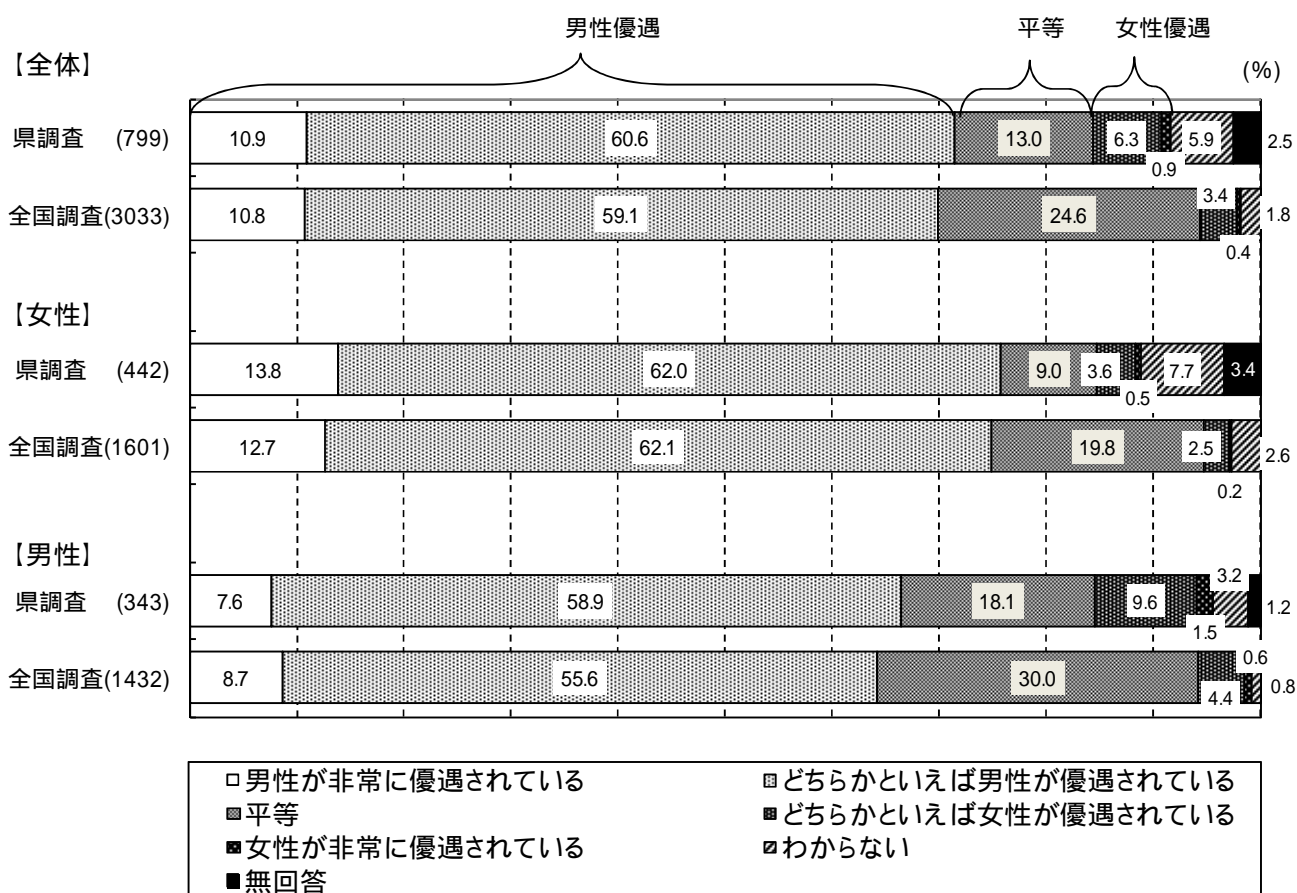 男性優遇 平等 女性優遇
【全体】 (%)
県調査 (799) 10.9 60.6 13.0 6.3 0.9 5.9 2.5
全国調査(3033) 10.8 59.1 24.6 3.4 0.4 1.8
【女性】
県調査 (442) 13.8 62.0 9.0 3.6 0.5 7.7 3.4
全国調査(1601) 12.7 62.1 19.8 2.5 0.2 2.6
【男性】
県調査 (343) 7.6 58.9 18.1 9.6 1.5 3.2 1.2
全国調査(1432) 8.7 55.6 30.0 4.4 0.6 0.8
男性が非常に優遇されている どちらかといえば男性が優遇されている
平等 どちらかといえば女性が優遇されている
女性が非常に優遇されている わからない
無回答